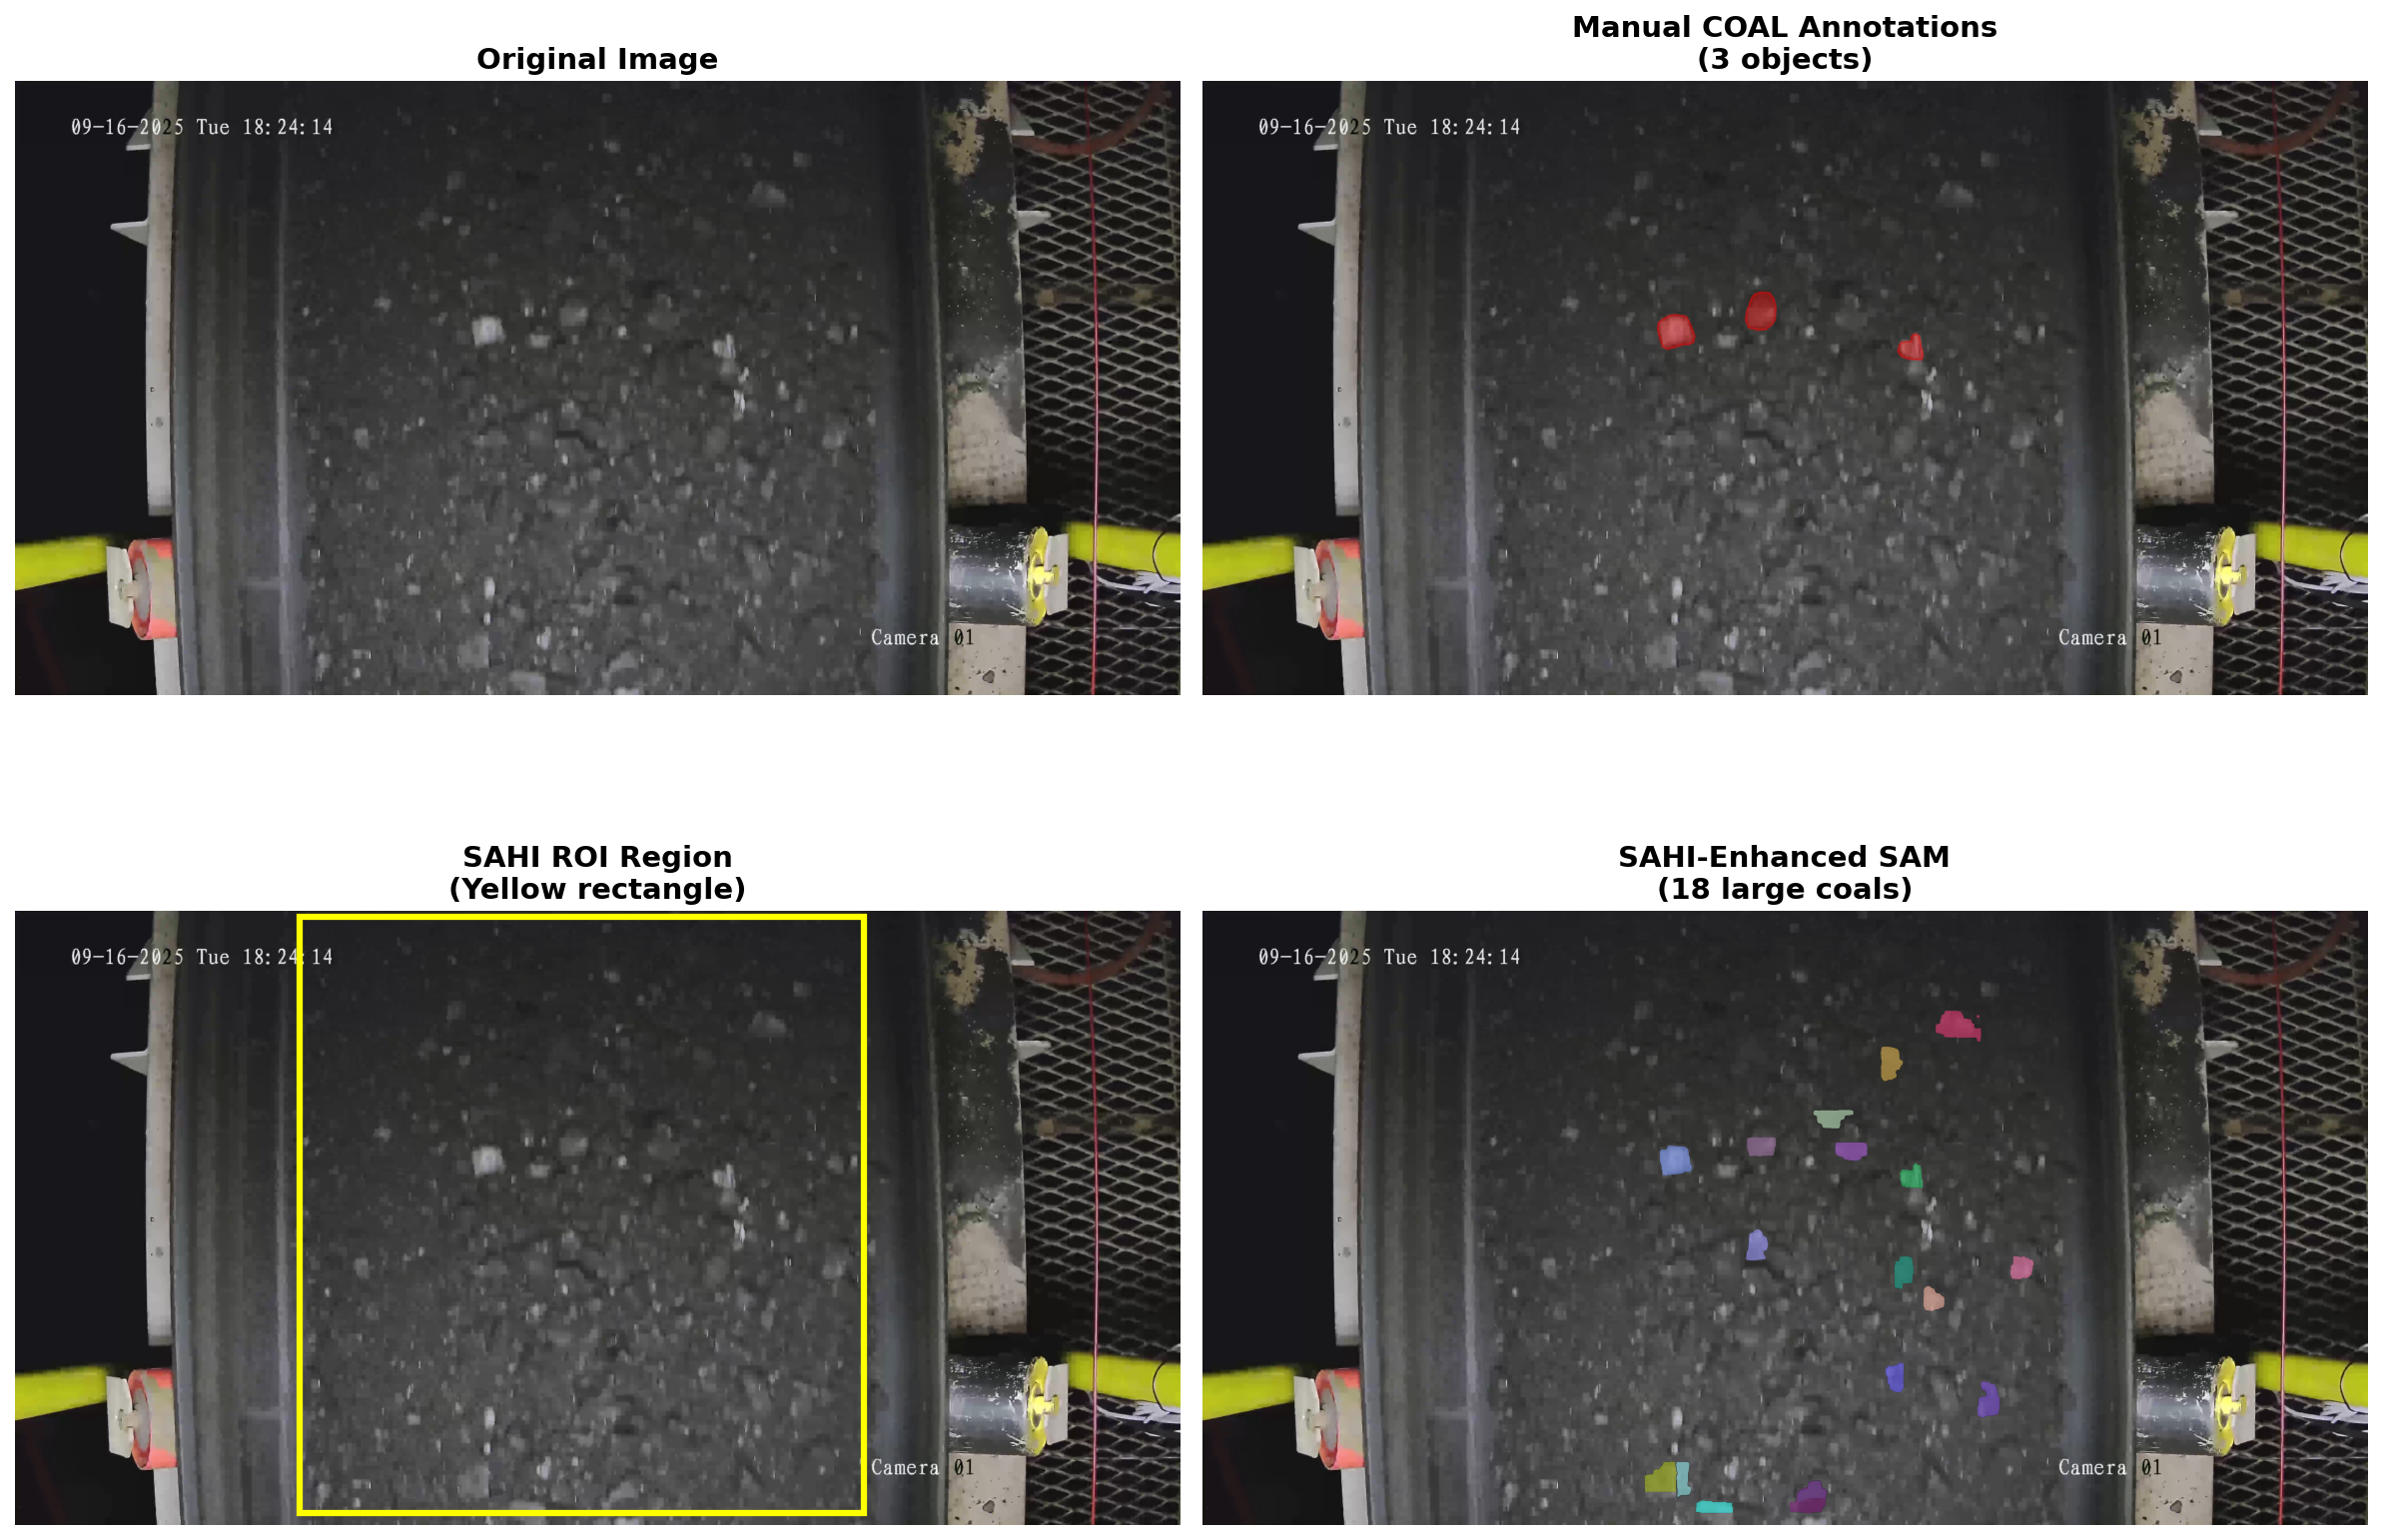 Original Image
09-16-2025 Tue 18:24:14
Camera 01
Manual COAL Annotations
(3 objects)
09-16-2025 Tue 18:24:14
Camera 01
SAHI ROI Region
(Yellow rectangle)
09-16-2025 Tue 18:24:14
Camera 01
SAHI-Enhanced SAM
(18 large coals)
09-16-2025 Tue 18:24:14
Camera 01